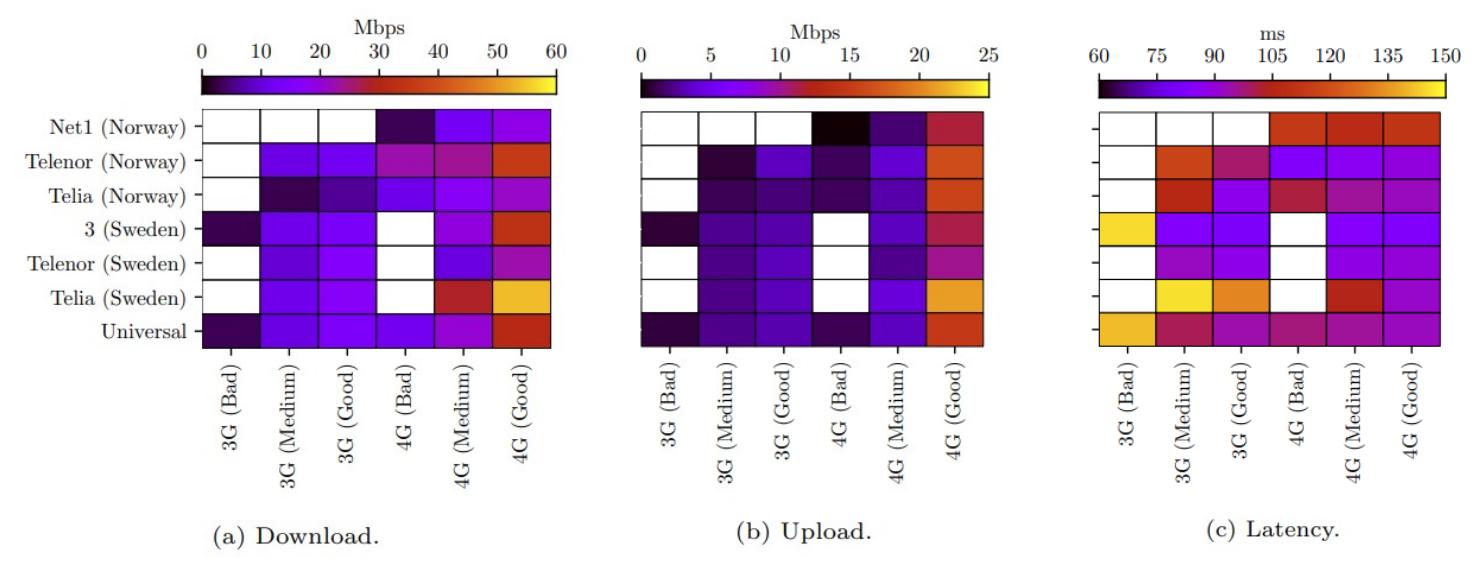 Mbps
0 10 20 30 40 50 60
Net1 (Norway)
Telenor (Norway)
Telia (Norway)
3 (Sweden)
Telenor (Sweden)
Telia (Sweden)
Universal
3G (Bad)
3G (Medium)
3G (Good)
4G (Bad)
4G (Medium)
4G (Good)
(a) Download.
Mbps
0 5 10 15 20 25
3G (Bad)
3G (Medium)
3G (Good)
4G (Bad)
4G (Medium)
4G (Good)
(b) Upload.
ms
60 75 90 105 120 135 150
3G (Bad)
3G (Medium)
3G (Good)
4G (Bad)
4G (Medium)
4G (Good)
(c) Latency.